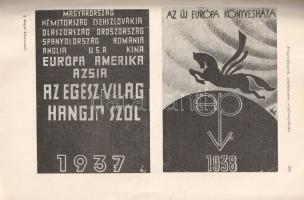 MAGYARORSZÁG
NÉMETORSZÁG CSEHSZLOVÁKIA
OLASZORSZÁG OROSZORSZÁG
SPANYOLORSZÁG ROMÁNIA
ANGLIA U.S.A. KINA
EURÓPA AMERIKA
AZSIA
AZ EGÉSZ VILÁG
HANGJA SZÓL
1937
AZ ÚJ EURÓPA KÖNYVESHÁZA
1938